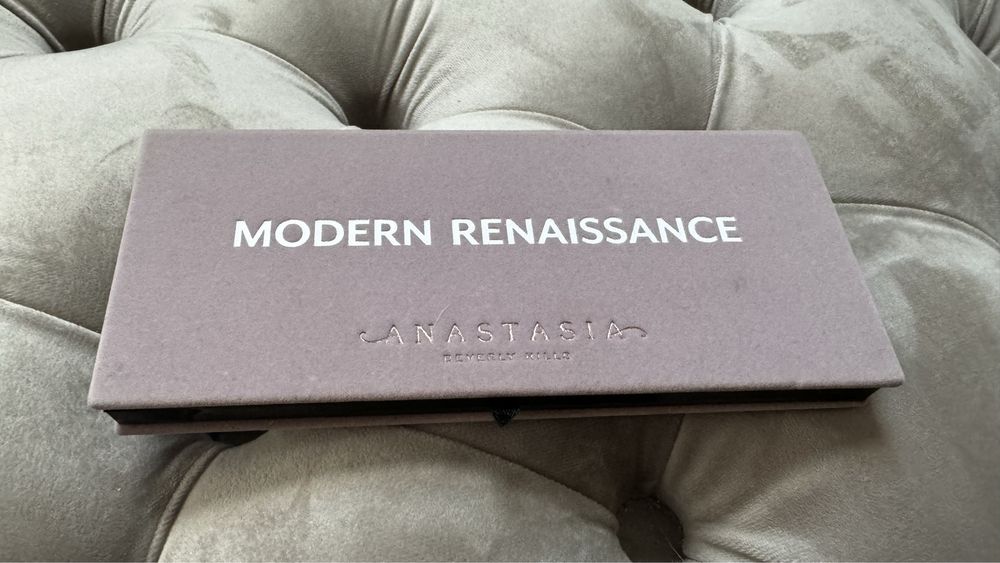 MODERN RENAISSANCE
ANASTASIA
BEVERLY HILLS